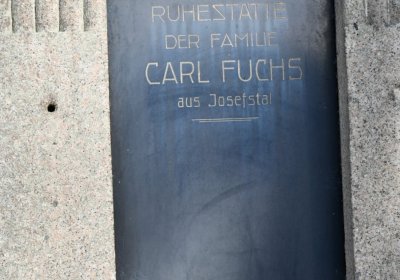 RUHESTÄTTE
DER FAMILIE
CARL FUCHS
aus Josefstal